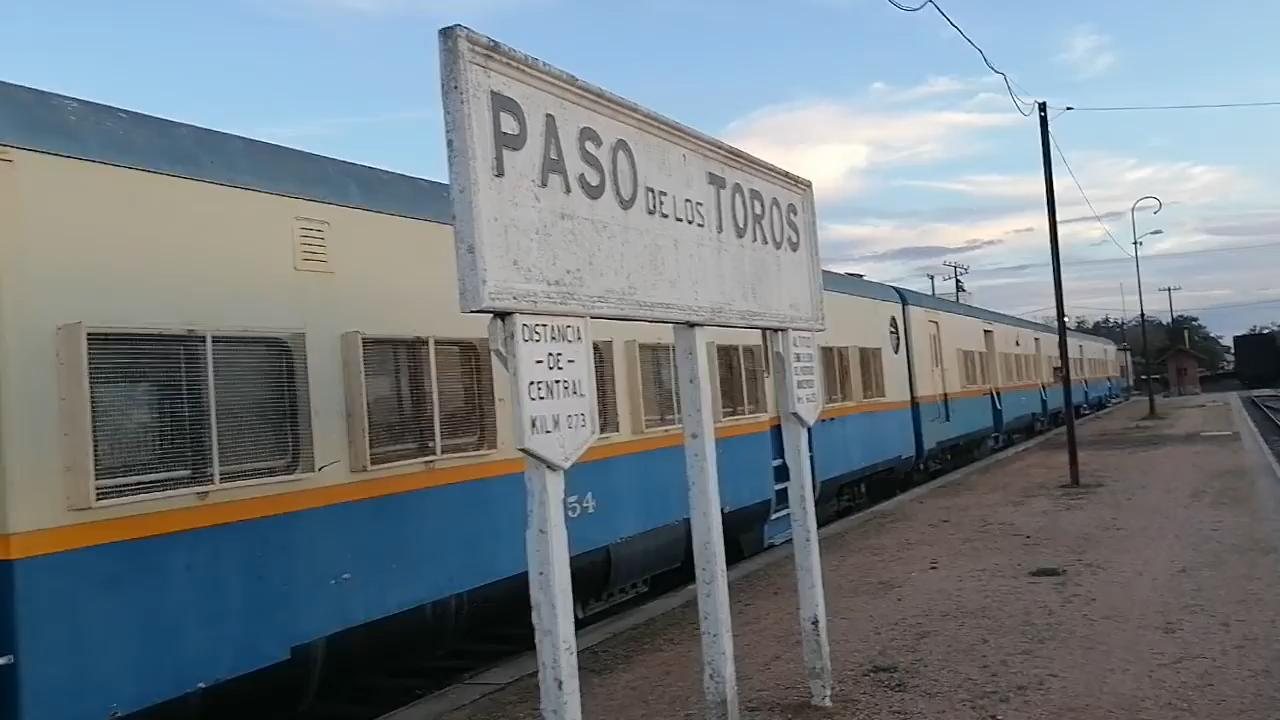 PASO DE LOS TOROS
DISTANCIA
-DE-
CENTRAL
KILM 273
54